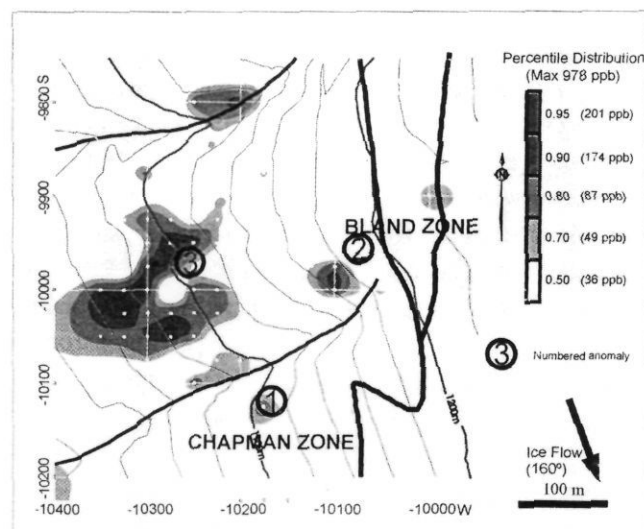 Percentile Distribution
(Max 978 ppb)
0.95 (201 ppb)
0.90 (174 ppb)
0.80 (87 ppb)
0.70 (49 ppb)
0.50 (36 ppb)
-9800 S
-9900
-10000
-10100
-10200
BLAND ZONE
2
3
1
CHAPMAN ZONE
1200m
3 Numbered anomaly
Ice Flow
(160º)
100 m
-10400 -10300 -10200 -10100 -10000W